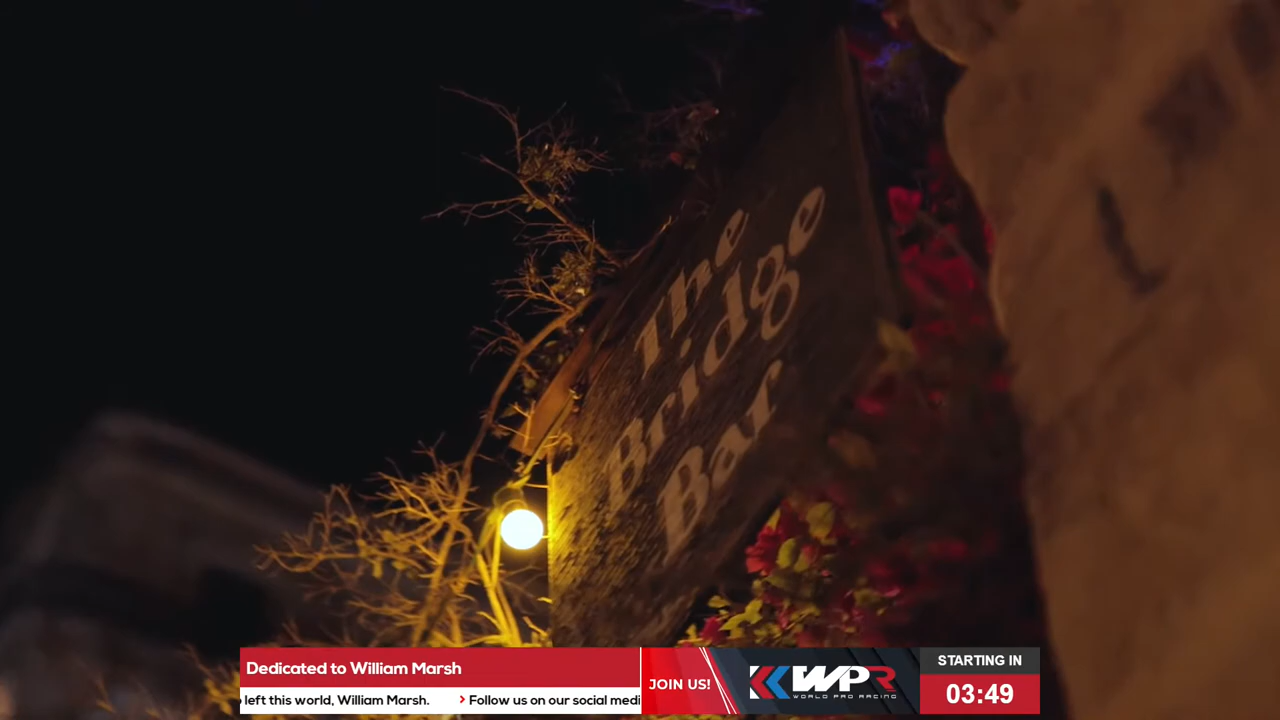 The
Bridge
Bar
Dedicated to William Marsh
left this world, William Marsh.
Follow us on our social medi
JOIN US!
WPR
WORLD PRO RACING
STARTING IN
03:49